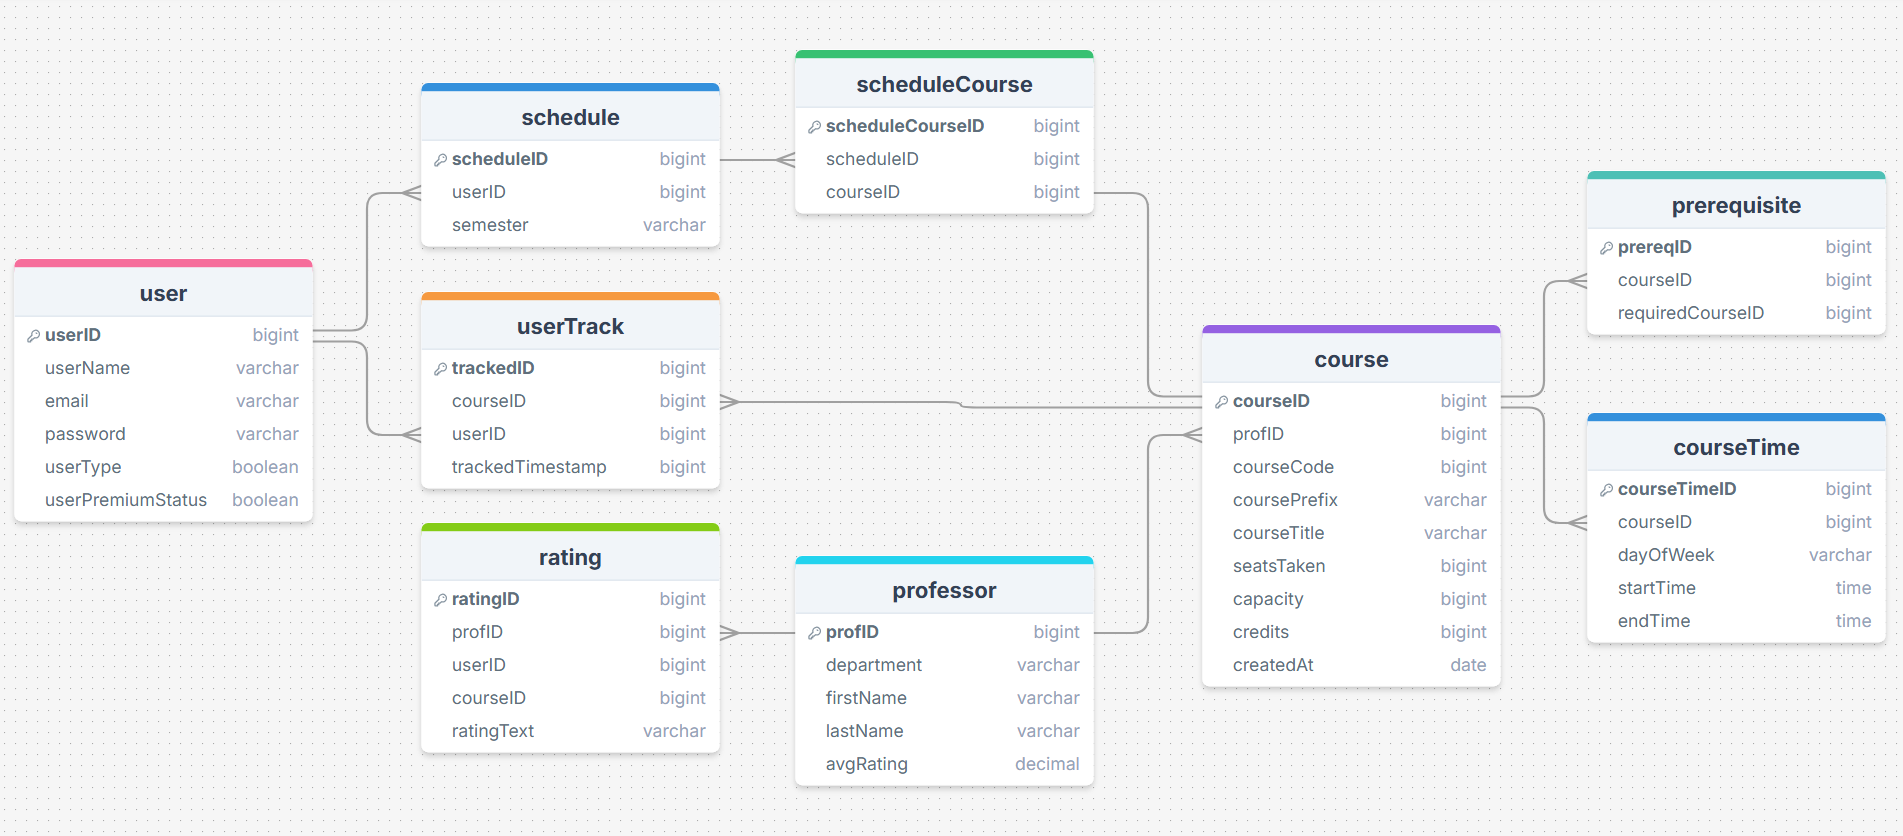 user
userID bigint
userName varchar
email varchar
password varchar
userType boolean
userPremiumStatus boolean
schedule
scheduleID bigint
userID bigint
semester varchar
userTrack
trackedID bigint
courseID bigint
userID bigint
trackedTimestamp bigint
rating
ratingID bigint
profID bigint
userID bigint
courseID bigint
ratingText varchar
scheduleCourse
scheduleCourseID bigint
scheduleID bigint
courseID bigint
professor
profID bigint
department varchar
firstName varchar
lastName varchar
avgRating decimal
course
courseID bigint
profID bigint
courseCode bigint
coursePrefix varchar
courseTitle varchar
seatsTaken bigint
capacity bigint
credits bigint
createdAt date
prerequisite
prereqID bigint
courseID bigint
requiredCourseID bigint
courseTime
courseTimeID bigint
courseID bigint
dayOfWeek varchar
startTime time
endTime time